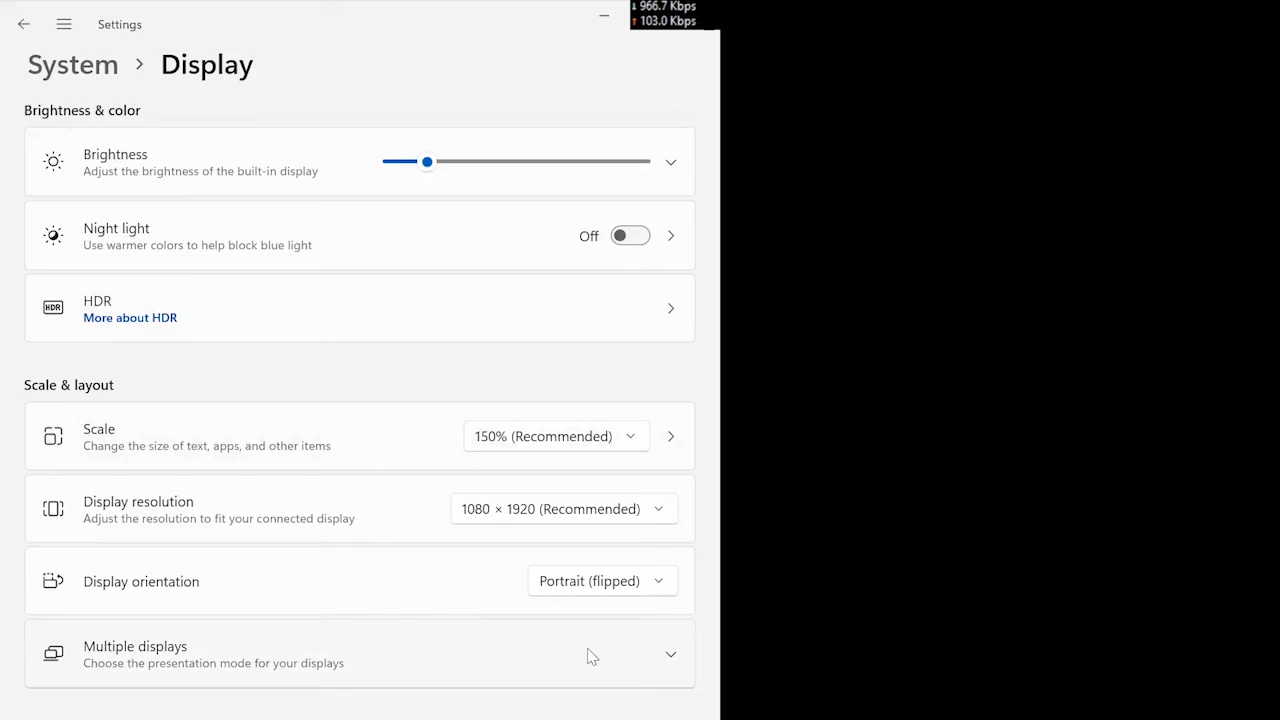 ↓ 966.7 Kbps
↑ 103.0 Kbps
Settings
System › Display
Brightness & color
Brightness
Adjust the brightness of the built-in display
Night light
Use warmer colors to help block blue light
Off
HDR
HDR
More about HDR
Scale & layout
Scale
Change the size of text, apps, and other items
150% (Recommended)
Display resolution
Adjust the resolution to fit your connected display
1080 × 1920 (Recommended)
Display orientation
Portrait (flipped)
Multiple displays
Choose the presentation mode for your displays